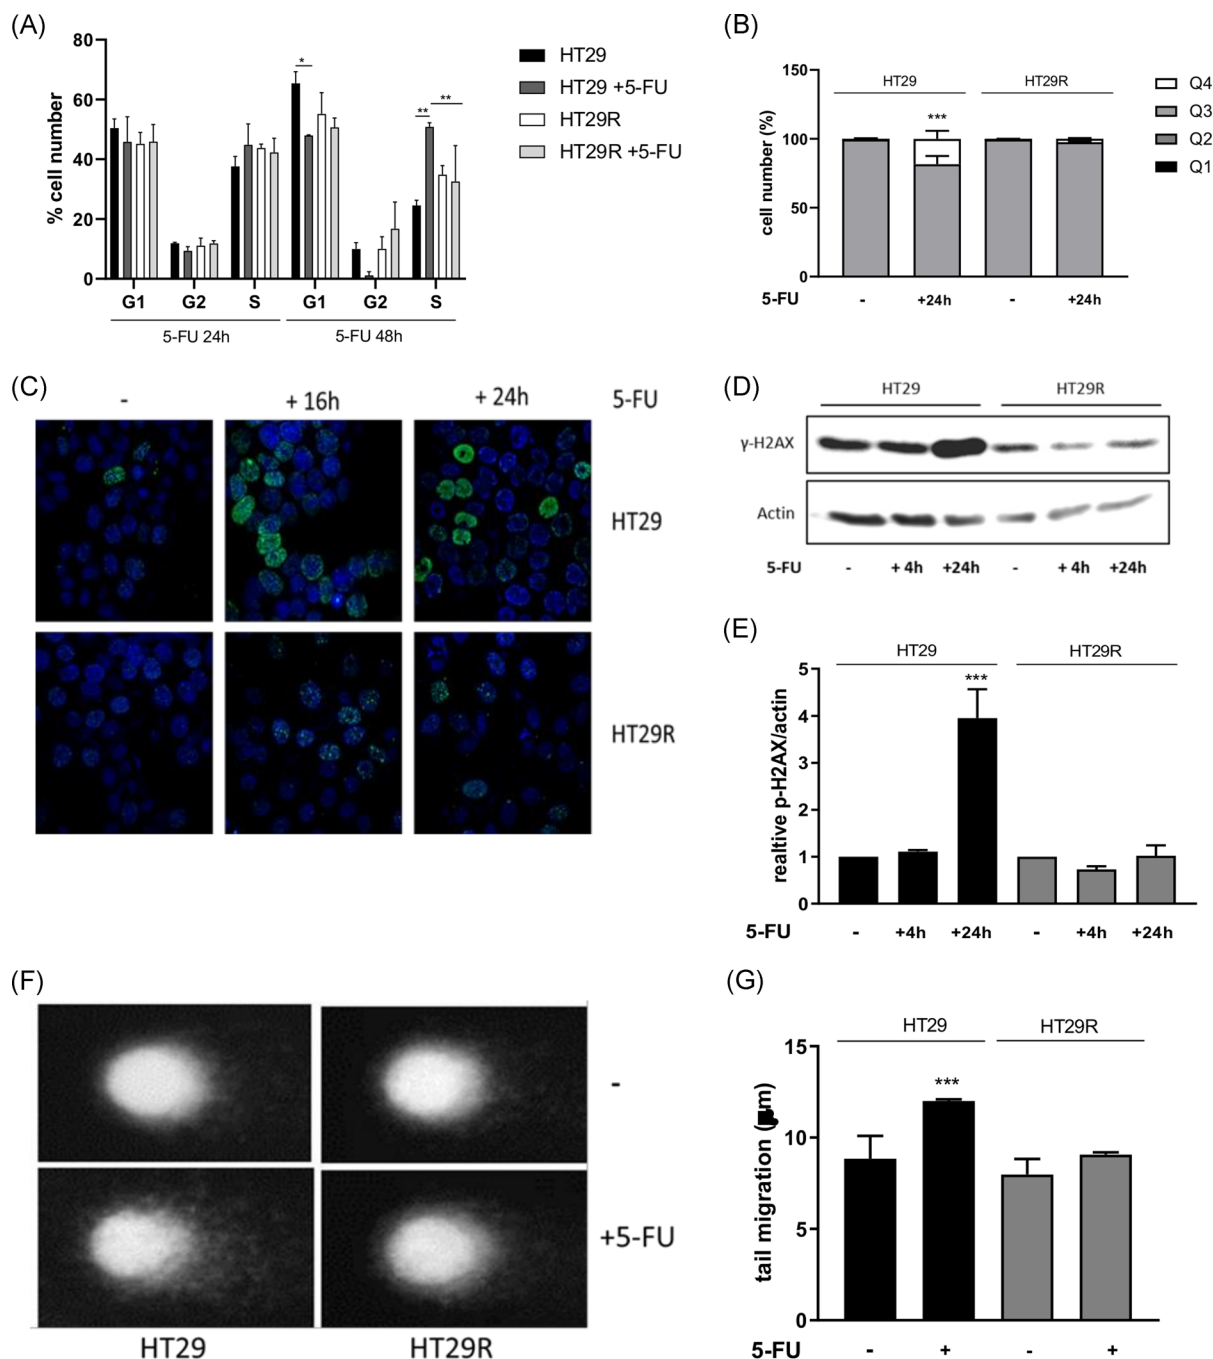 (A)
80
60
40
20
0
% cell number
*
**
**
HT29
HT29 +5-FU
HT29R
HT29R +5-FU
G1 G2 S G1 G2 S
5-FU 24h 5-FU 48h
(B)
150
100
50
0
cell number (%)
HT29 HT29R
***
Q4
Q3
Q2
Q1
5-FU - +24h - +24h
(C)
- + 16h + 24h 5-FU
HT29
HT29R
(D)
HT29 HT29R
γ-H2AX
Actin
5-FU - + 4h +24h - + 4h +24h
(E)
HT29 HT29R
5
4
3
2
1
0
realtive p-H2AX/actin
***
5-FU - +4h +24h - +4h +24h
(F)
-
+5-FU
HT29 HT29R
(G)
HT29 HT29R
15
10
5
0
tail migration ( m)
***
5-FU - + - +